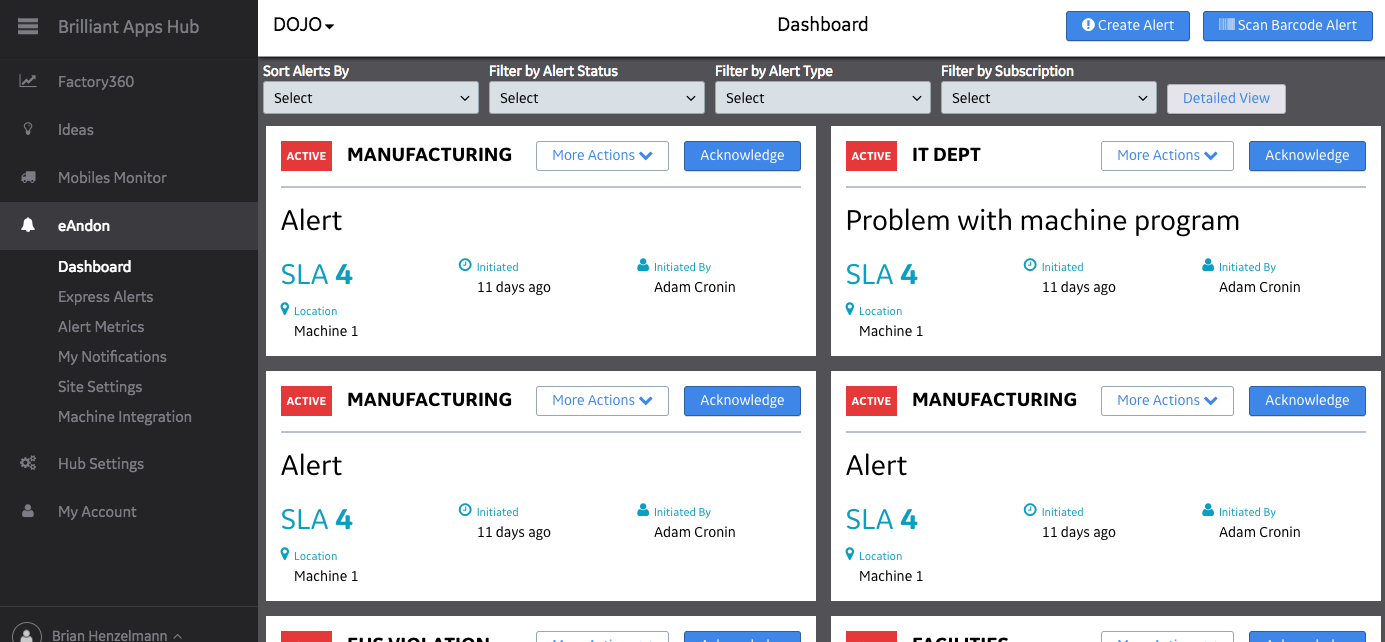 Brilliant Apps Hub
Factory360
Ideas
Mobiles Monitor
eAndon
Dashboard
Express Alerts
Alert Metrics
My Notifications
Site Settings
Machine Integration
Hub Settings
My Account
Brian Henzelmann
DOJO
Dashboard
Create Alert
Scan Barcode Alert
Sort Alerts By
Filter by Alert Status
Filter by Alert Type
Filter by Subscription
Select
Select
Select
Select
Detailed View
ACTIVE MANUFACTURING More Actions Acknowledge
Alert
SLA 4
Initiated
11 days ago
Initiated By
Adam Cronin
Location
Machine 1
ACTIVE IT DEPT More Actions Acknowledge
Problem with machine program
SLA 4
Initiated
11 days ago
Initiated By
Adam Cronin
Location
Machine 1
ACTIVE MANUFACTURING More Actions Acknowledge
Alert
SLA 4
Initiated
11 days ago
Initiated By
Adam Cronin
Location
Machine 1
ACTIVE MANUFACTURING More Actions Acknowledge
Alert
SLA 4
Initiated
11 days ago
Initiated By
Adam Cronin
Location
Machine 1
EHS VIOLATION
FACILITIES